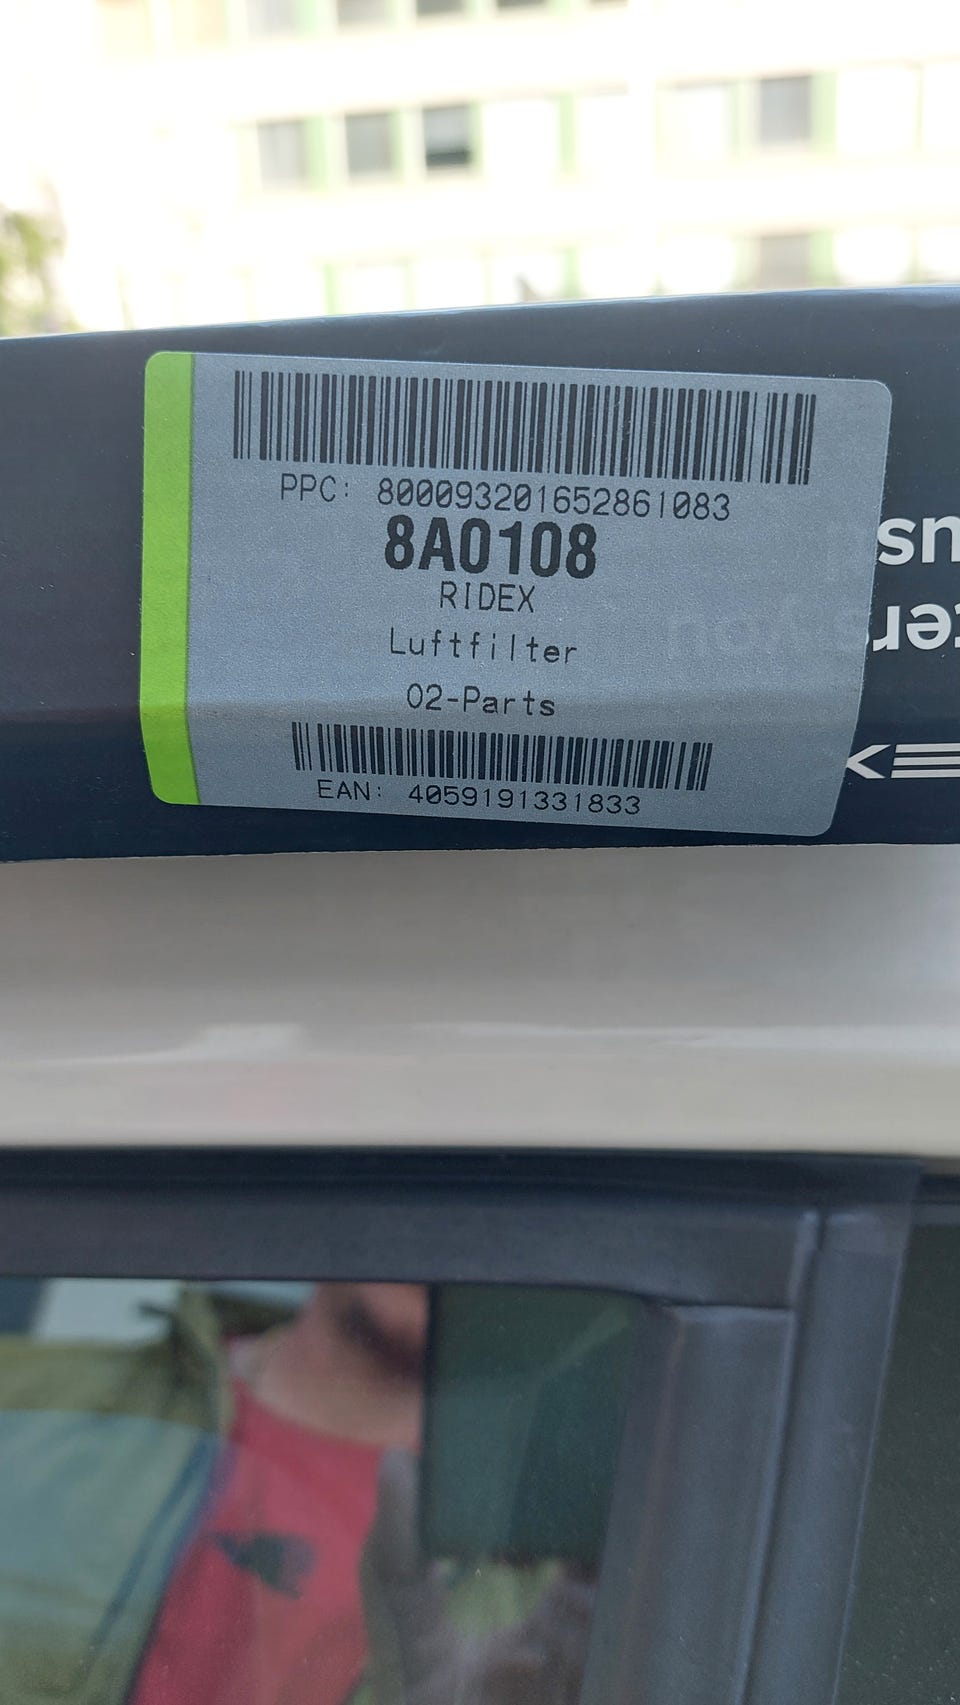 PPC: 800093201652861083
8A0108
RIDEX
Luftfilter
02-Parts
EAN: 4059191331833